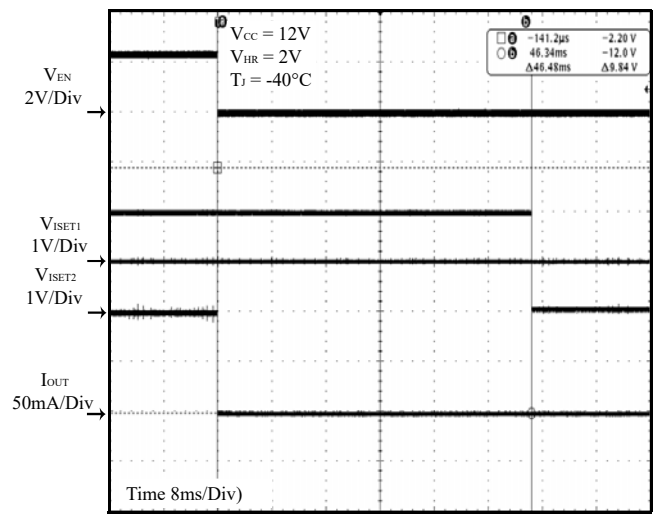 VCC = 12V
VHR = 2V
TJ = -40°C
a -141.2µs -2.20 V
b 46.34ms -12.0 V
Δ46.48ms Δ9.84 V
VEN
2V/Div
VISET1
1V/Div
VISET2
1V/Div
IOUT
50mA/Div
Time 8ms/Div)